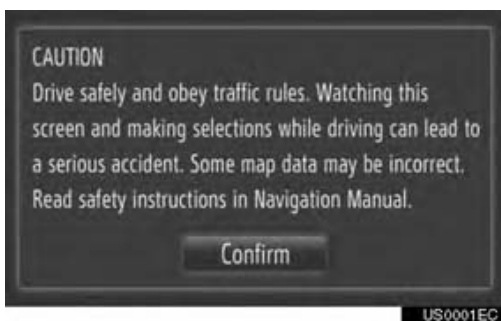 CAUTION
Drive safely and obey traffic rules. Watching this
screen and making selections while driving can lead to
a serious accident. Some map data may be incorrect.
Read safety instructions in Navigation Manual.
Confirm
US0001EC